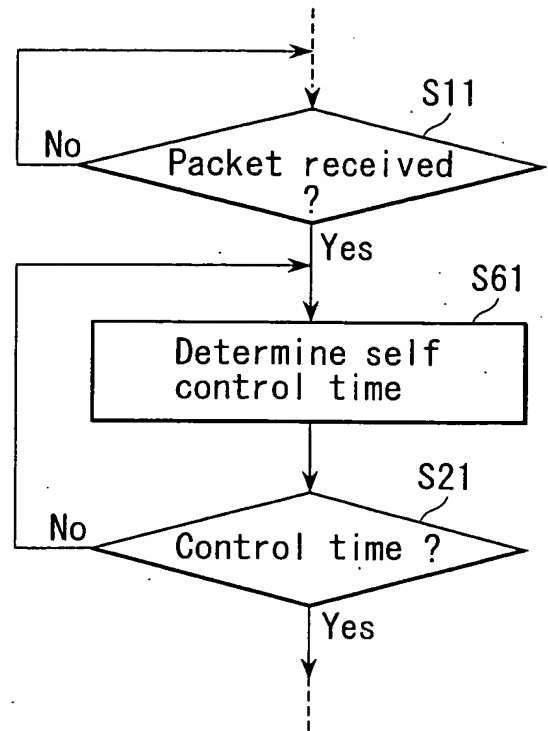 S11
No
Packet received
?
Yes
S61
Determine self
control time
S21
No
Control time ?
Yes